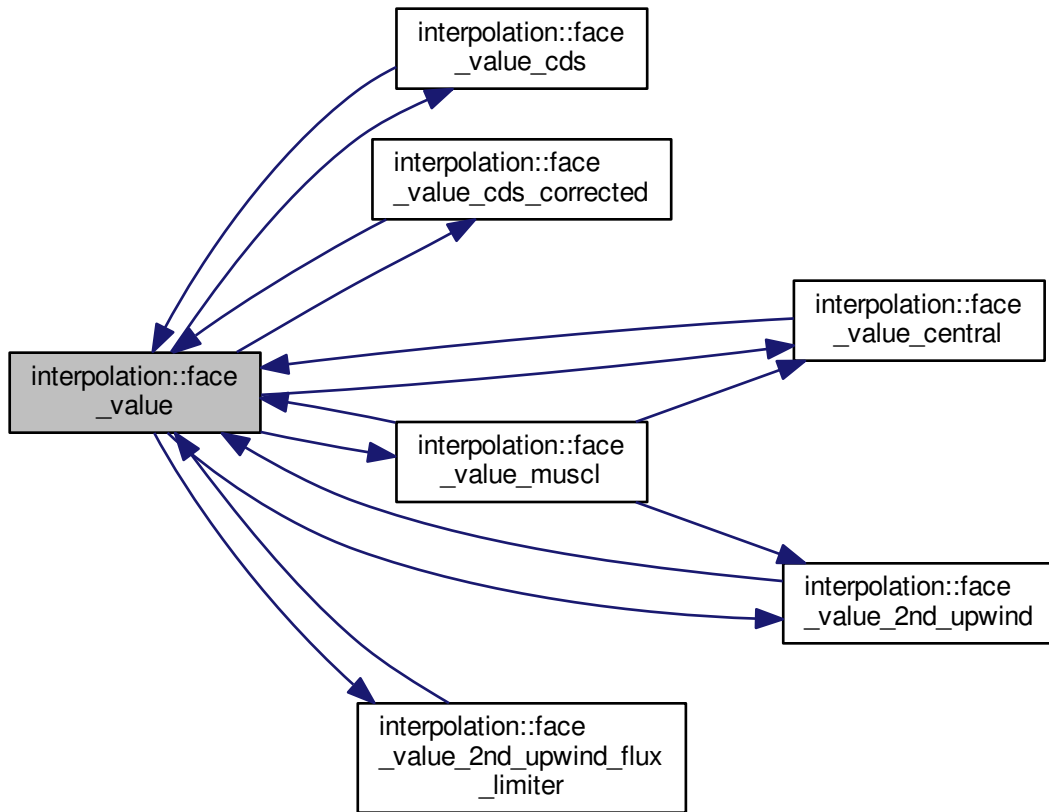 interpolation::face
_value_cds
interpolation::face
_value_cds_corrected
interpolation::face
_value_central
interpolation::face
_value
interpolation::face
_value_muscl
interpolation::face
_value_2nd_upwind
interpolation::face
_value_2nd_upwind_flux
_limiter